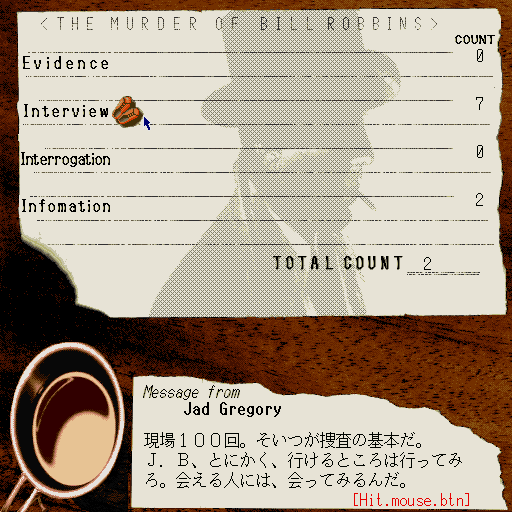 <THE MURDER OF BILL ROBBINS>
COUNT
Evidence 0
Interview 7
Interrogation 0
Infomation 2
TOTAL COUNT 2
Message from
Jad Gregory
現場１００回。そいつが捜査の基本だ。
Ｊ．Ｂ、とにかく、行けるところは行ってみ
ろ。会える人には、会ってみるんだ。
[Hit.mouse.btn]